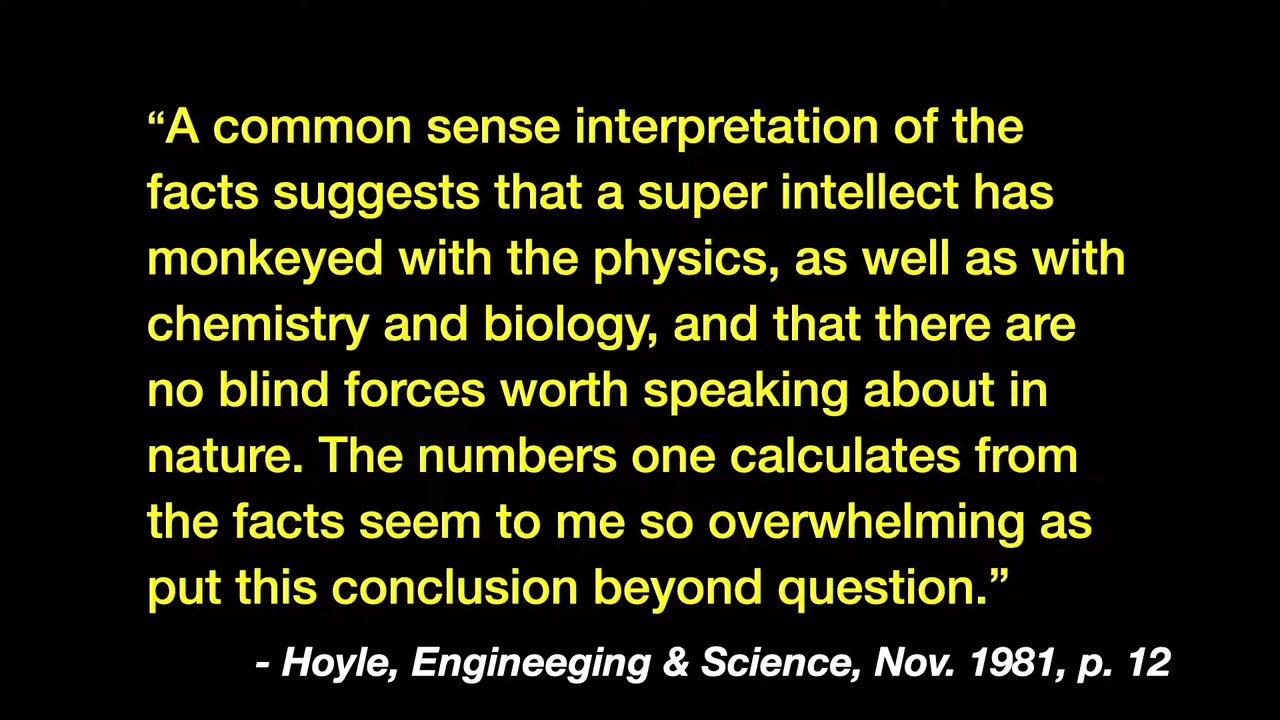 “A common sense interpretation of the
facts suggests that a super intellect has
monkeyed with the physics, as well as with
chemistry and biology, and that there are
no blind forces worth speaking about in
nature. The numbers one calculates from
the facts seem to me so overwhelming as
put this conclusion beyond question.”
- Hoyle, Engineeging & Science, Nov. 1981, p. 12